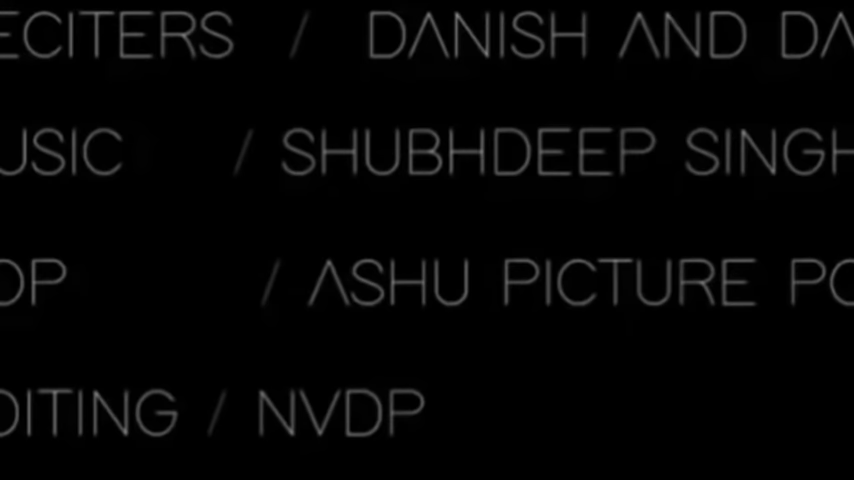 ECITERS / DANISH AND DA
USIC / SHUBHDEEP SINGH
OP / ASHU PICTURE PO
DITING / NVDP